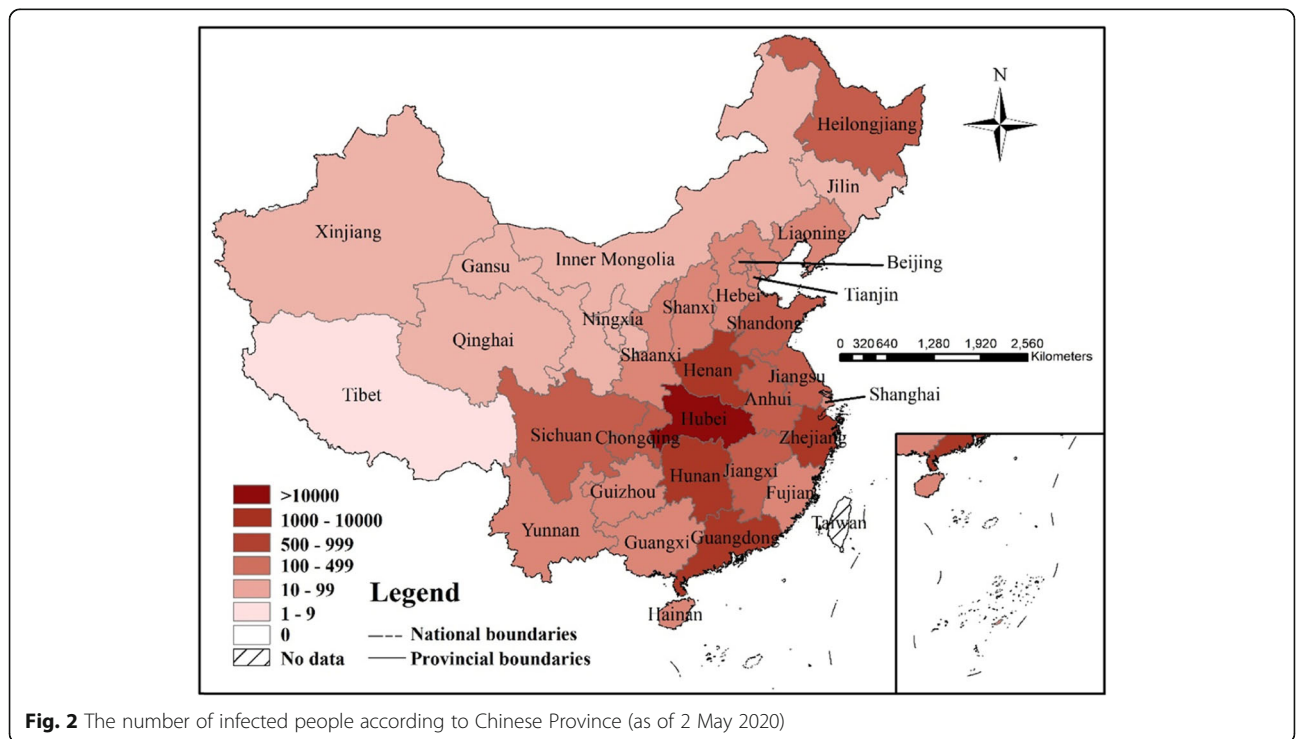 N
Heilongjiang
Jilin
Xinjiang
Liaoning
Gansu
Inner Mongolia
Beijing
Hebei
Tianjin
Shanxi
Ningxia
Shandong
Qinghai
0 320 640 1,280 1,920 2,560
Kilometers
Shaanxi
Henan
Jiangsu
Tibet
Anhui
Shanghai
Hubei
Sichuan
Chongqing
Zhejiang
Hunan
Jiangxi
Guizhou
Fujian
>10000
1000 - 10000
Yunnan
Taiwan
Guangxi
Guangdong
500 - 999
100 - 499
10 - 99
Legend
1 - 9
Hainan
0
National boundaries
No data
Provincial boundaries
Fig. 2 The number of infected people according to Chinese Province (as of 2 May 2020)